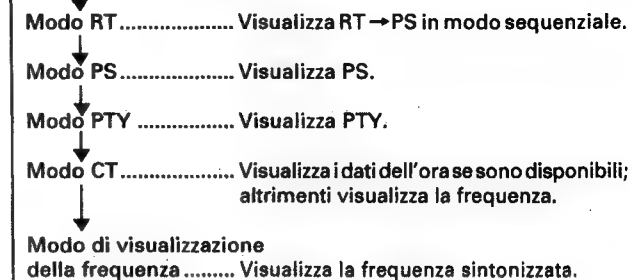 Modo RT..................... Visualizza RT → PS in modo sequenziale.
Modo PS..................... Visualizza PS.
Modo PTY .................. Visualizza PTY.
Modo CT..................... Visualizza i dati dell'ora se sono disponibili;
altrimenti visualizza la frequenza.
Modo di visualizzazione
della frequenza ......... Visualizza la frequenza sintonizzata.